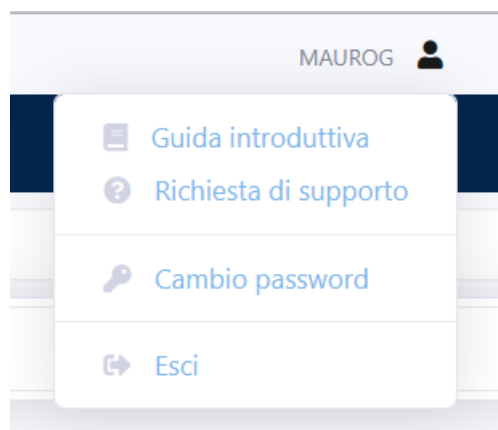 MAUROG
Guida introduttiva
Richiesta di supporto
Cambio password
Esci